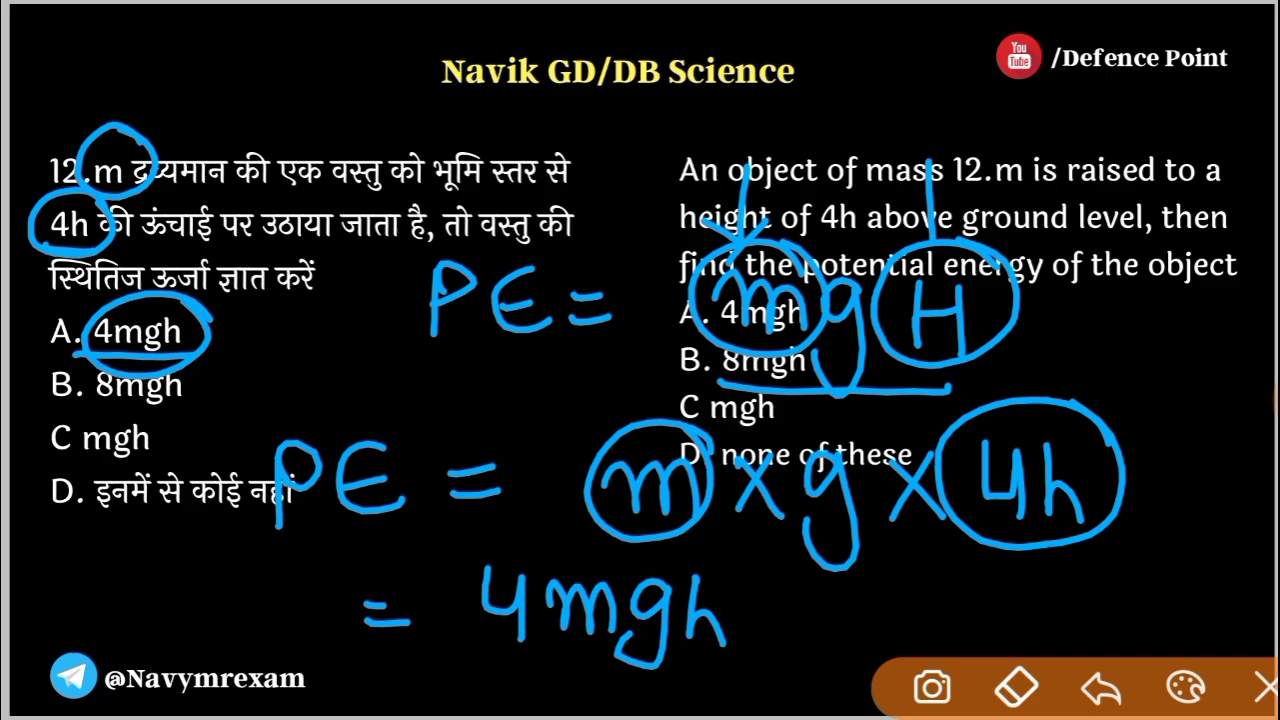 Navik GD/DB Science
You Tube /Defence Point
12.m द्रव्यमान की एक वस्तु को भूमि स्तर से
4h की ऊंचाई पर उठाया जाता है, तो वस्तु की
स्थितिज ऊर्जा ज्ञात करें
A. 4mgh
B. 8mgh
C mgh
D. इनमें से कोई नहीं
An object of mass 12.m is raised to a
height of 4h above ground level, then
find the potential energy of the object
A. 4mgh
B. 8mgh
C mgh
D. none of these
PE = mgH
PE = m x g x 4h
= 4mgh
@Navymrexam